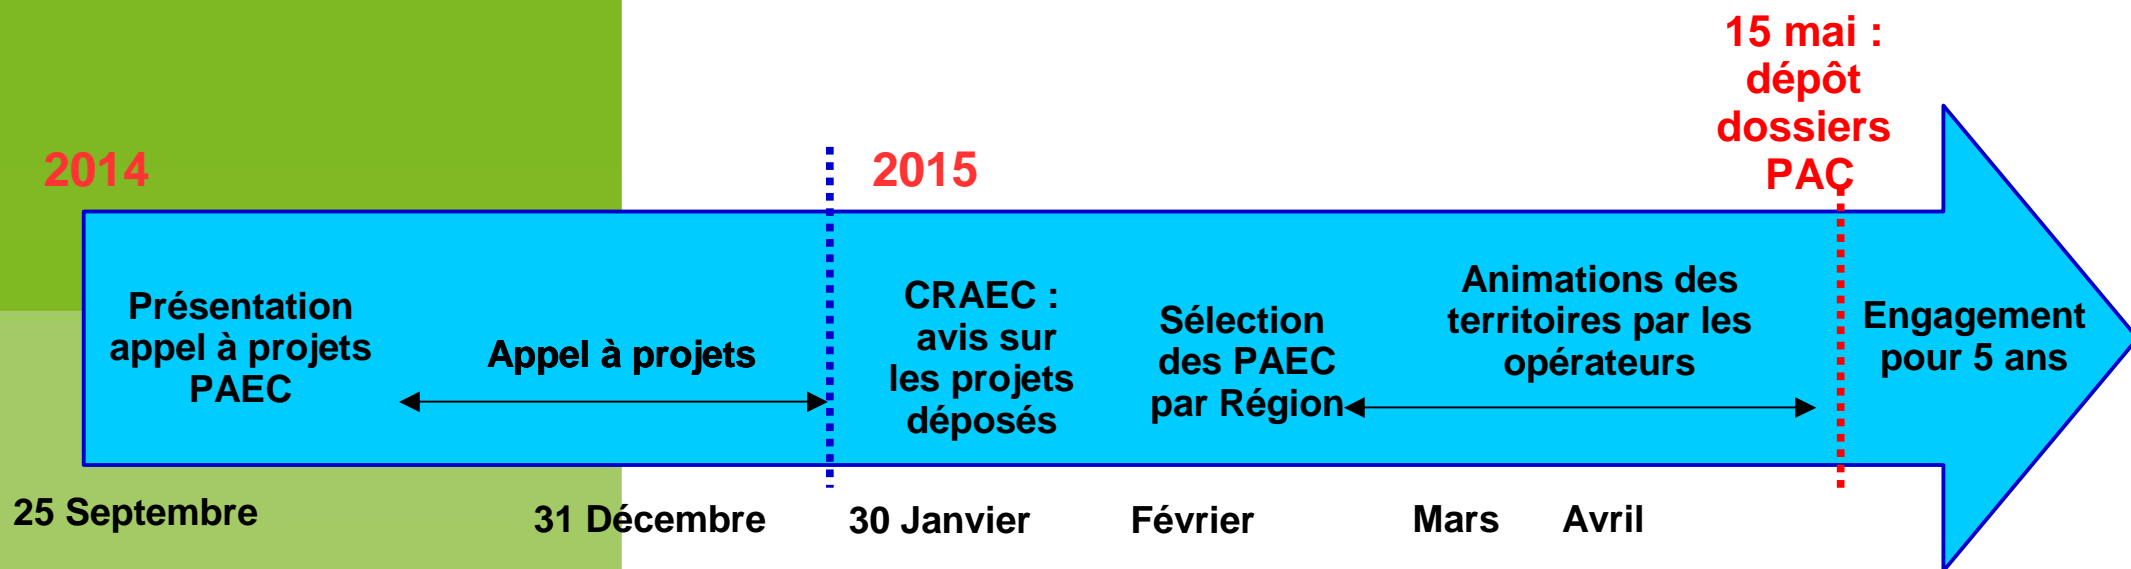 15 mai :
dépôt
dossiers
PAC
2014
2015
Présentation
appel à projets
PAEC
Appel à projets
CRAEC :
avis sur
les projets
déposés
Sélection
des PAEC
par Région
Animations des
territoires par les
opérateurs
Engagement
pour 5 ans
25 Septembre
31 Décembre
30 Janvier
Février
Mars
Avril